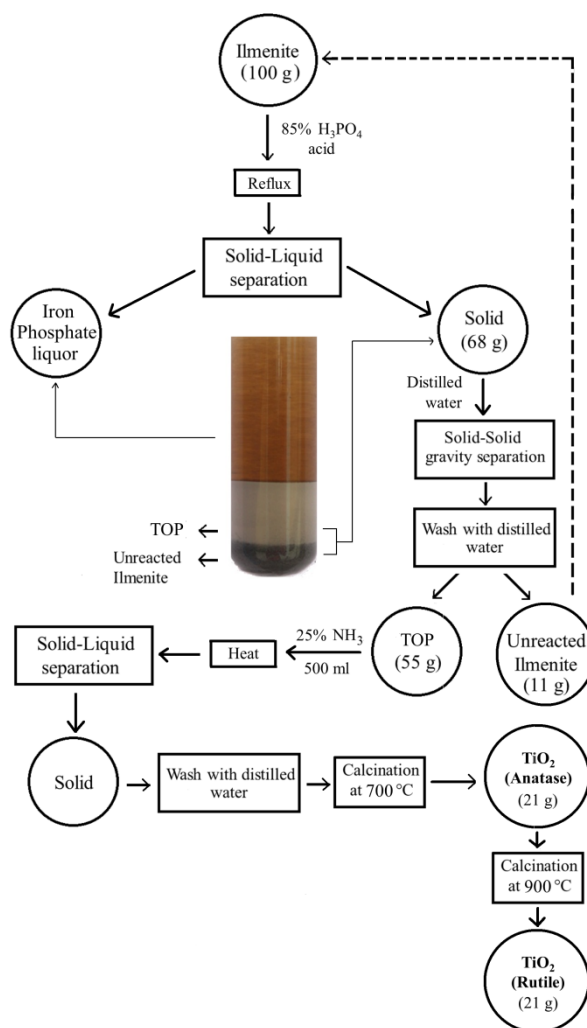 Ilmenite
(100 g)
85% H₃PO₄
acid
Reflux
Solid-Liquid
separation
Iron
Phosphate
liquor
Solid
(68 g)
Distilled
water
Solid-Solid
gravity separation
TOP
Unreacted
Ilmenite
Wash with distilled
water
TOP
(55 g)
Unreacted
Ilmenite
(11 g)
25% NH₃
500 ml
Heat
Solid-Liquid
separation
Solid
Wash with distilled
water
Calcination
at 700 °C
TiO₂
(Anatase)
(21 g)
Calcination
at 900 °C
TiO₂
(Rutile)
(21 g)